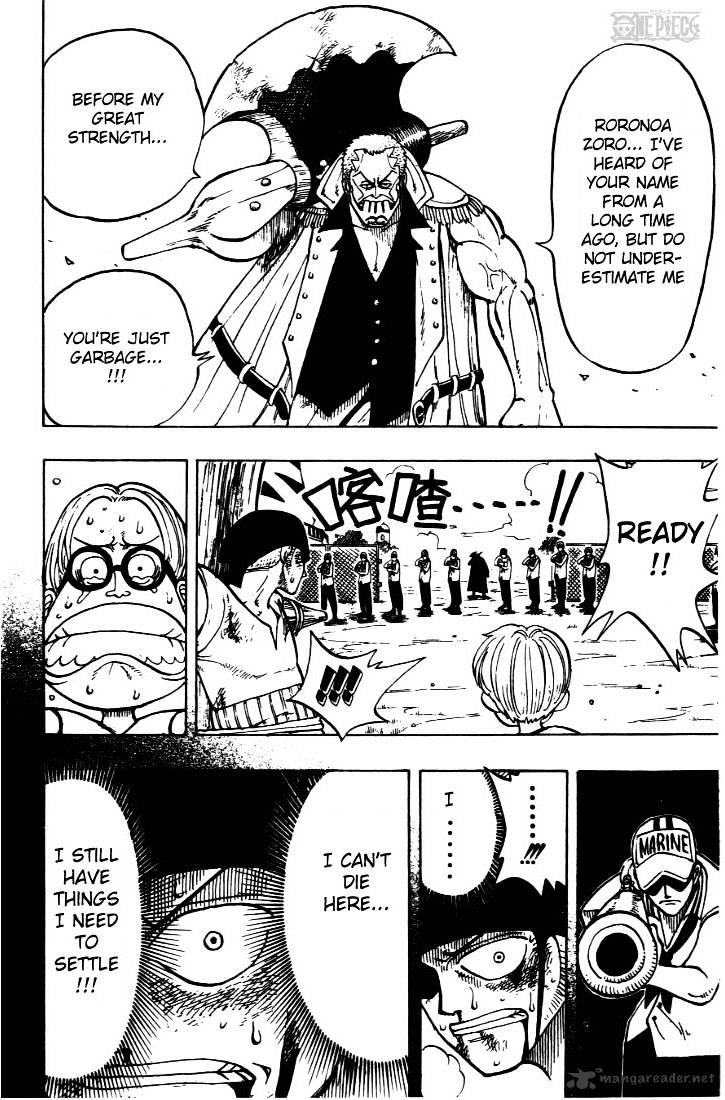 ONE PIECE
RORONOA
ZORO... I'VE
HEARD OF
YOUR NAME
FROM A
LONG TIME
AGO, BUT DO
NOT UNDER-
ESTIMATE ME
BEFORE MY
GREAT
STRENGTH...
YOU'RE JUST
GARBAGE...
!!!
READY
!!
喀喳......!!
!!!
MARINE
......!!!
I
......
I CAN'T
DIE
HERE...
I STILL
HAVE
THINGS
I NEED
TO
SETTLE
!!!
mangareader.net